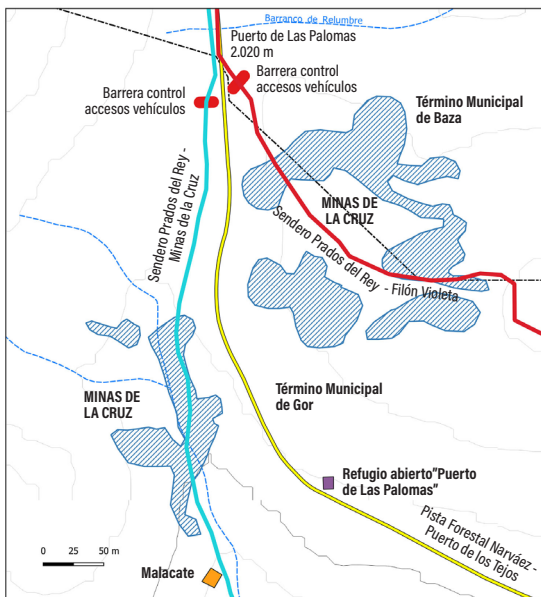 Barranco de Relumbre
Puerto de Las Palomas
2.020 m
Barrera control
accesos vehículos
Barrera control
accesos vehículos
Término Municipal
de Baza
Sendero Prados del Rey -
Minas de la Cruz
MINAS DE
LA CRUZ
Sendero Prados del Rey - Filón Violeta
MINAS DE
LA CRUZ
Término Municipal
de Gor
Refugio abierto"Puerto
de Las Palomas"
Pista Forestal Narváez -
Puerto de los Tejos
0 25 50 m
Malacate